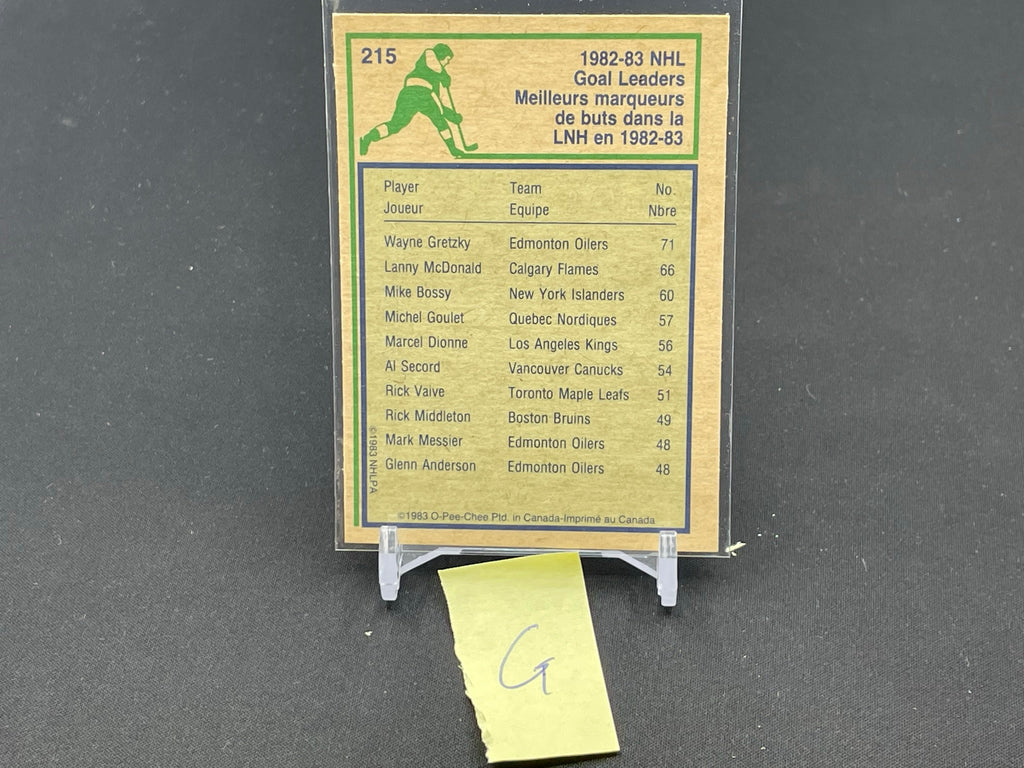 215
1982-83 NHL
Goal Leaders
Meilleurs marqueurs
de buts dans la
LNH en 1982-83
Player Team No.
Joueur Equipe Nbre
Wayne Gretzky Edmonton Oilers 71
Lanny McDonald Calgary Flames 66
Mike Bossy New York Islanders 60
Michel Goulet Quebec Nordiques 57
Marcel Dionne Los Angeles Kings 56
Al Secord Vancouver Canucks 54
Rick Vaive Toronto Maple Leafs 51
Rick Middleton Boston Bruins 49
Mark Messier Edmonton Oilers 48
Glenn Anderson Edmonton Oilers 48
©1983 NHLPA
©1983 O-Pee-Chee Ptd. in Canada-Imprimé au Canada
G